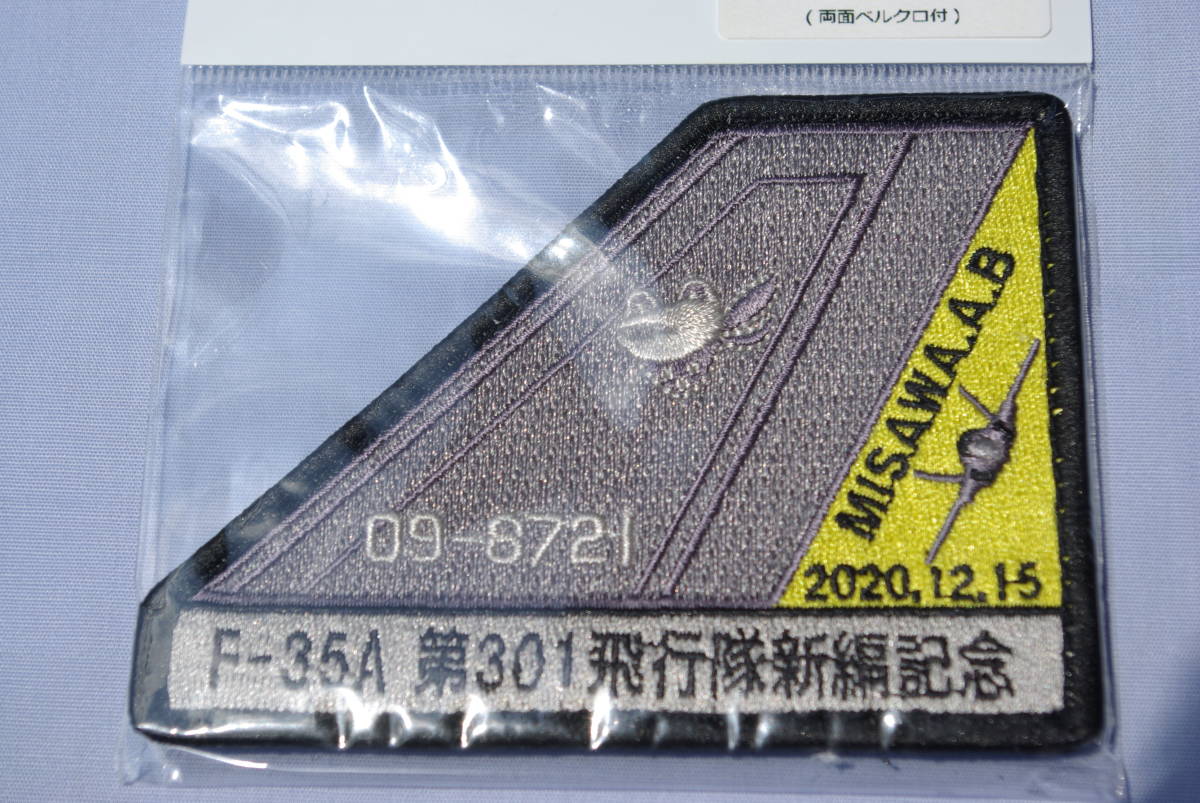 (両面ベルクロ付)
MISAWA.A.B
09-8721
2020.12.15
F-35A 第301飛行隊新編記念